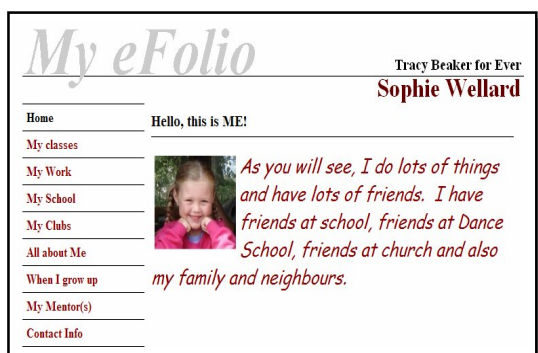 My eFolio
Tracy Beaker for Ever
Sophie Wellard
Home
My classes
My Work
My School
My Clubs
All about Me
When I grow up
My Mentor(s)
Contact Info
Hello, this is ME!
As you will see, I do lots of things
and have lots of friends. I have
friends at school, friends at Dance
School, friends at church and also
my family and neighbours.